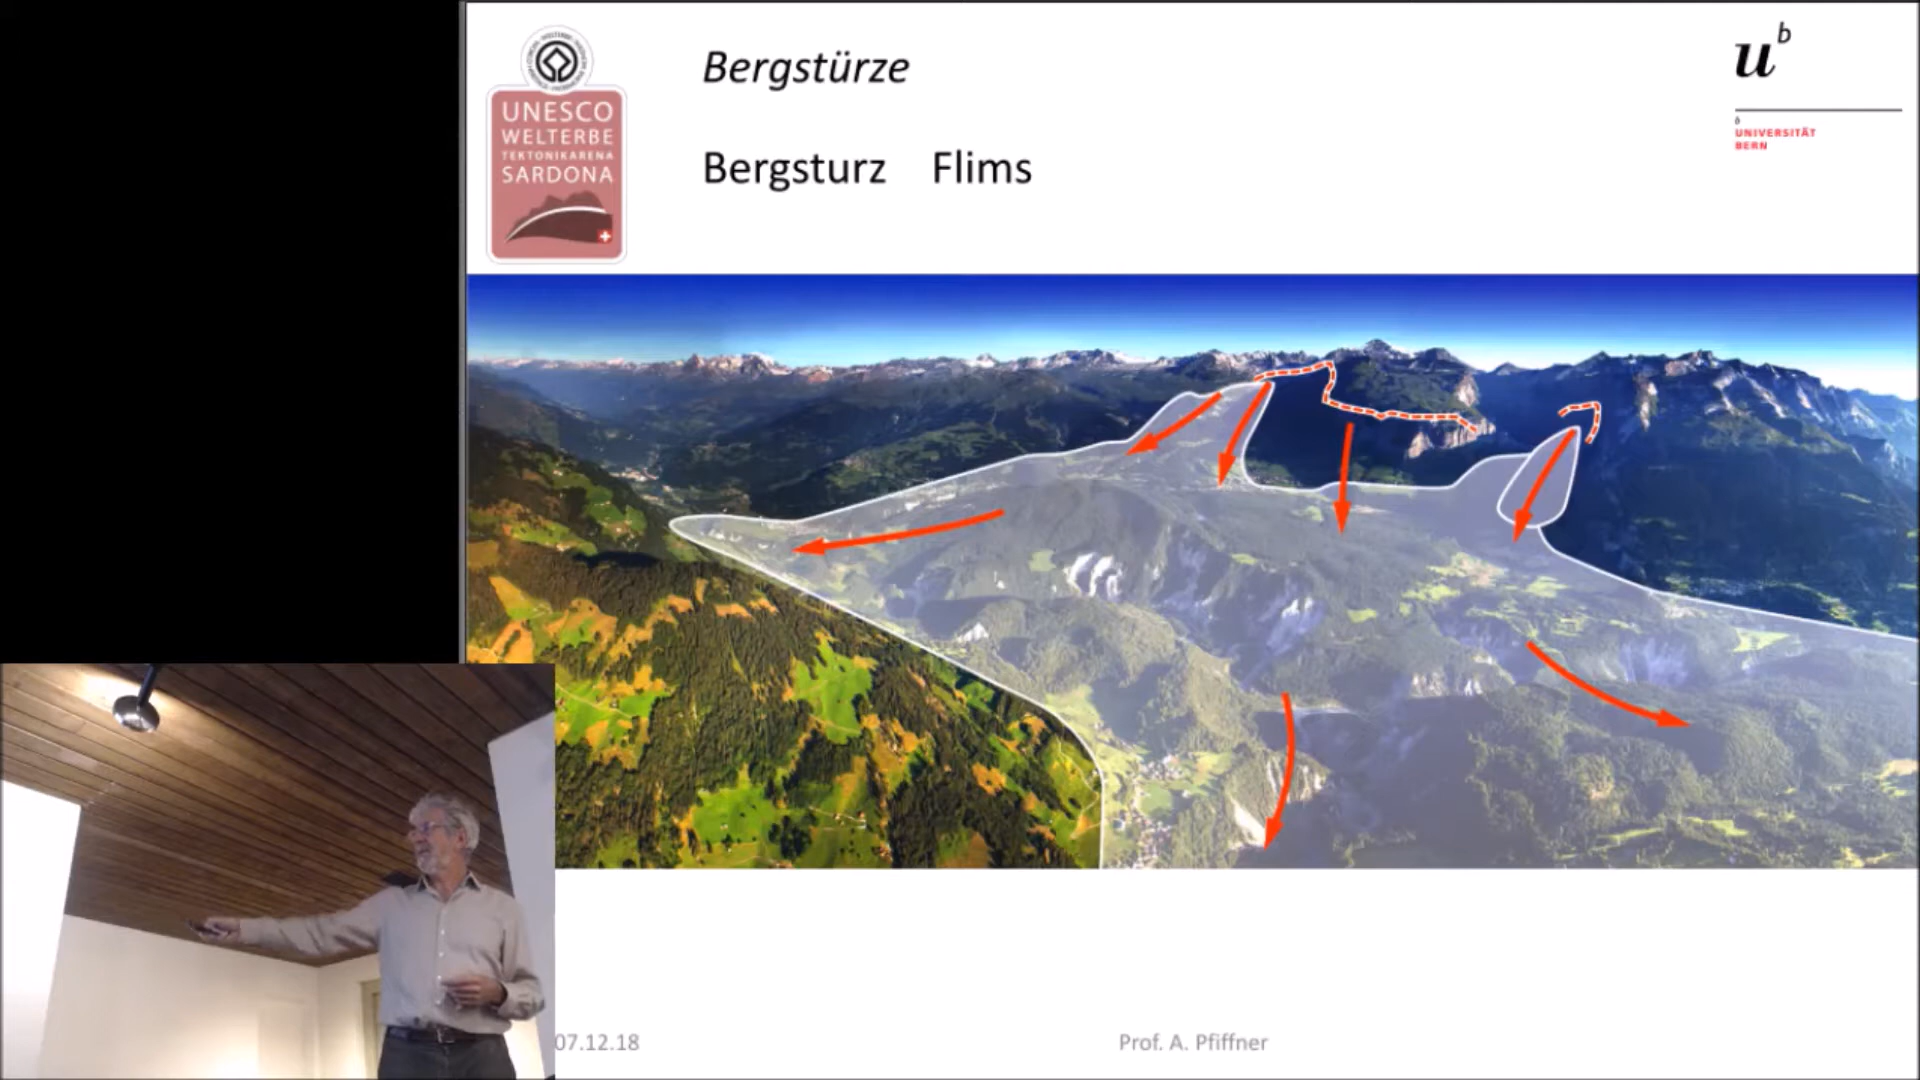 Bergstürze
Bergsturz Flims
UNESCO
WELTERBE
TEKTONIKARENA
SARDONA
u
b
b
UNIVERSITÄT
BERN
07.12.18
Prof. A. Pfiffner